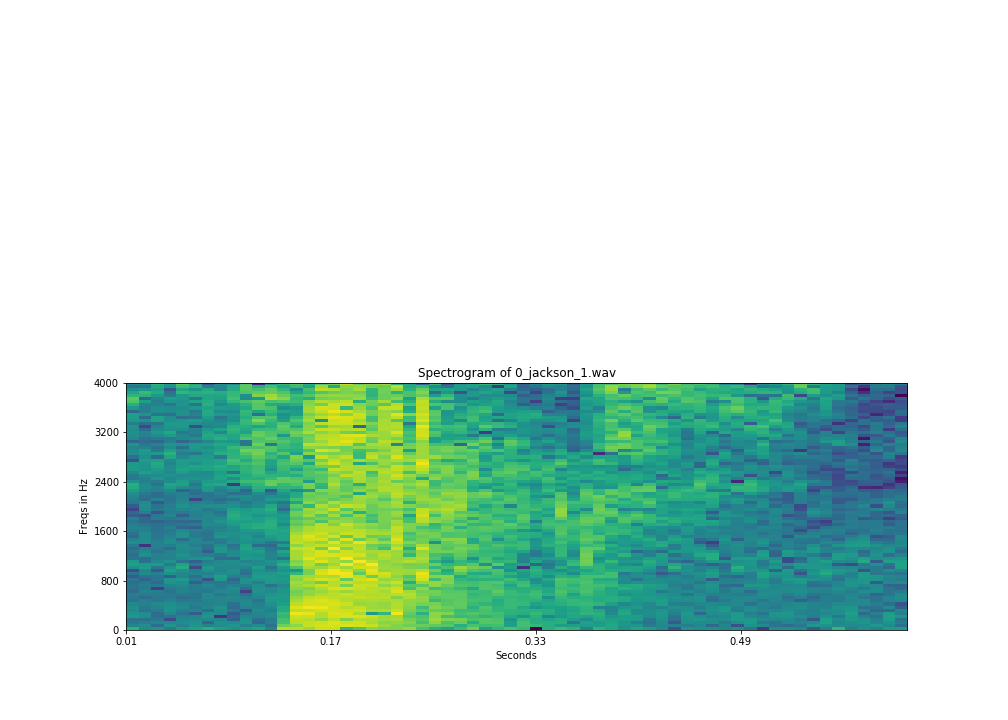 Spectrogram of 0_jackson_1.wav
4000
3200
2400
1600
800
0
Freqs in Hz
0.01 0.17 0.33 0.49
Seconds